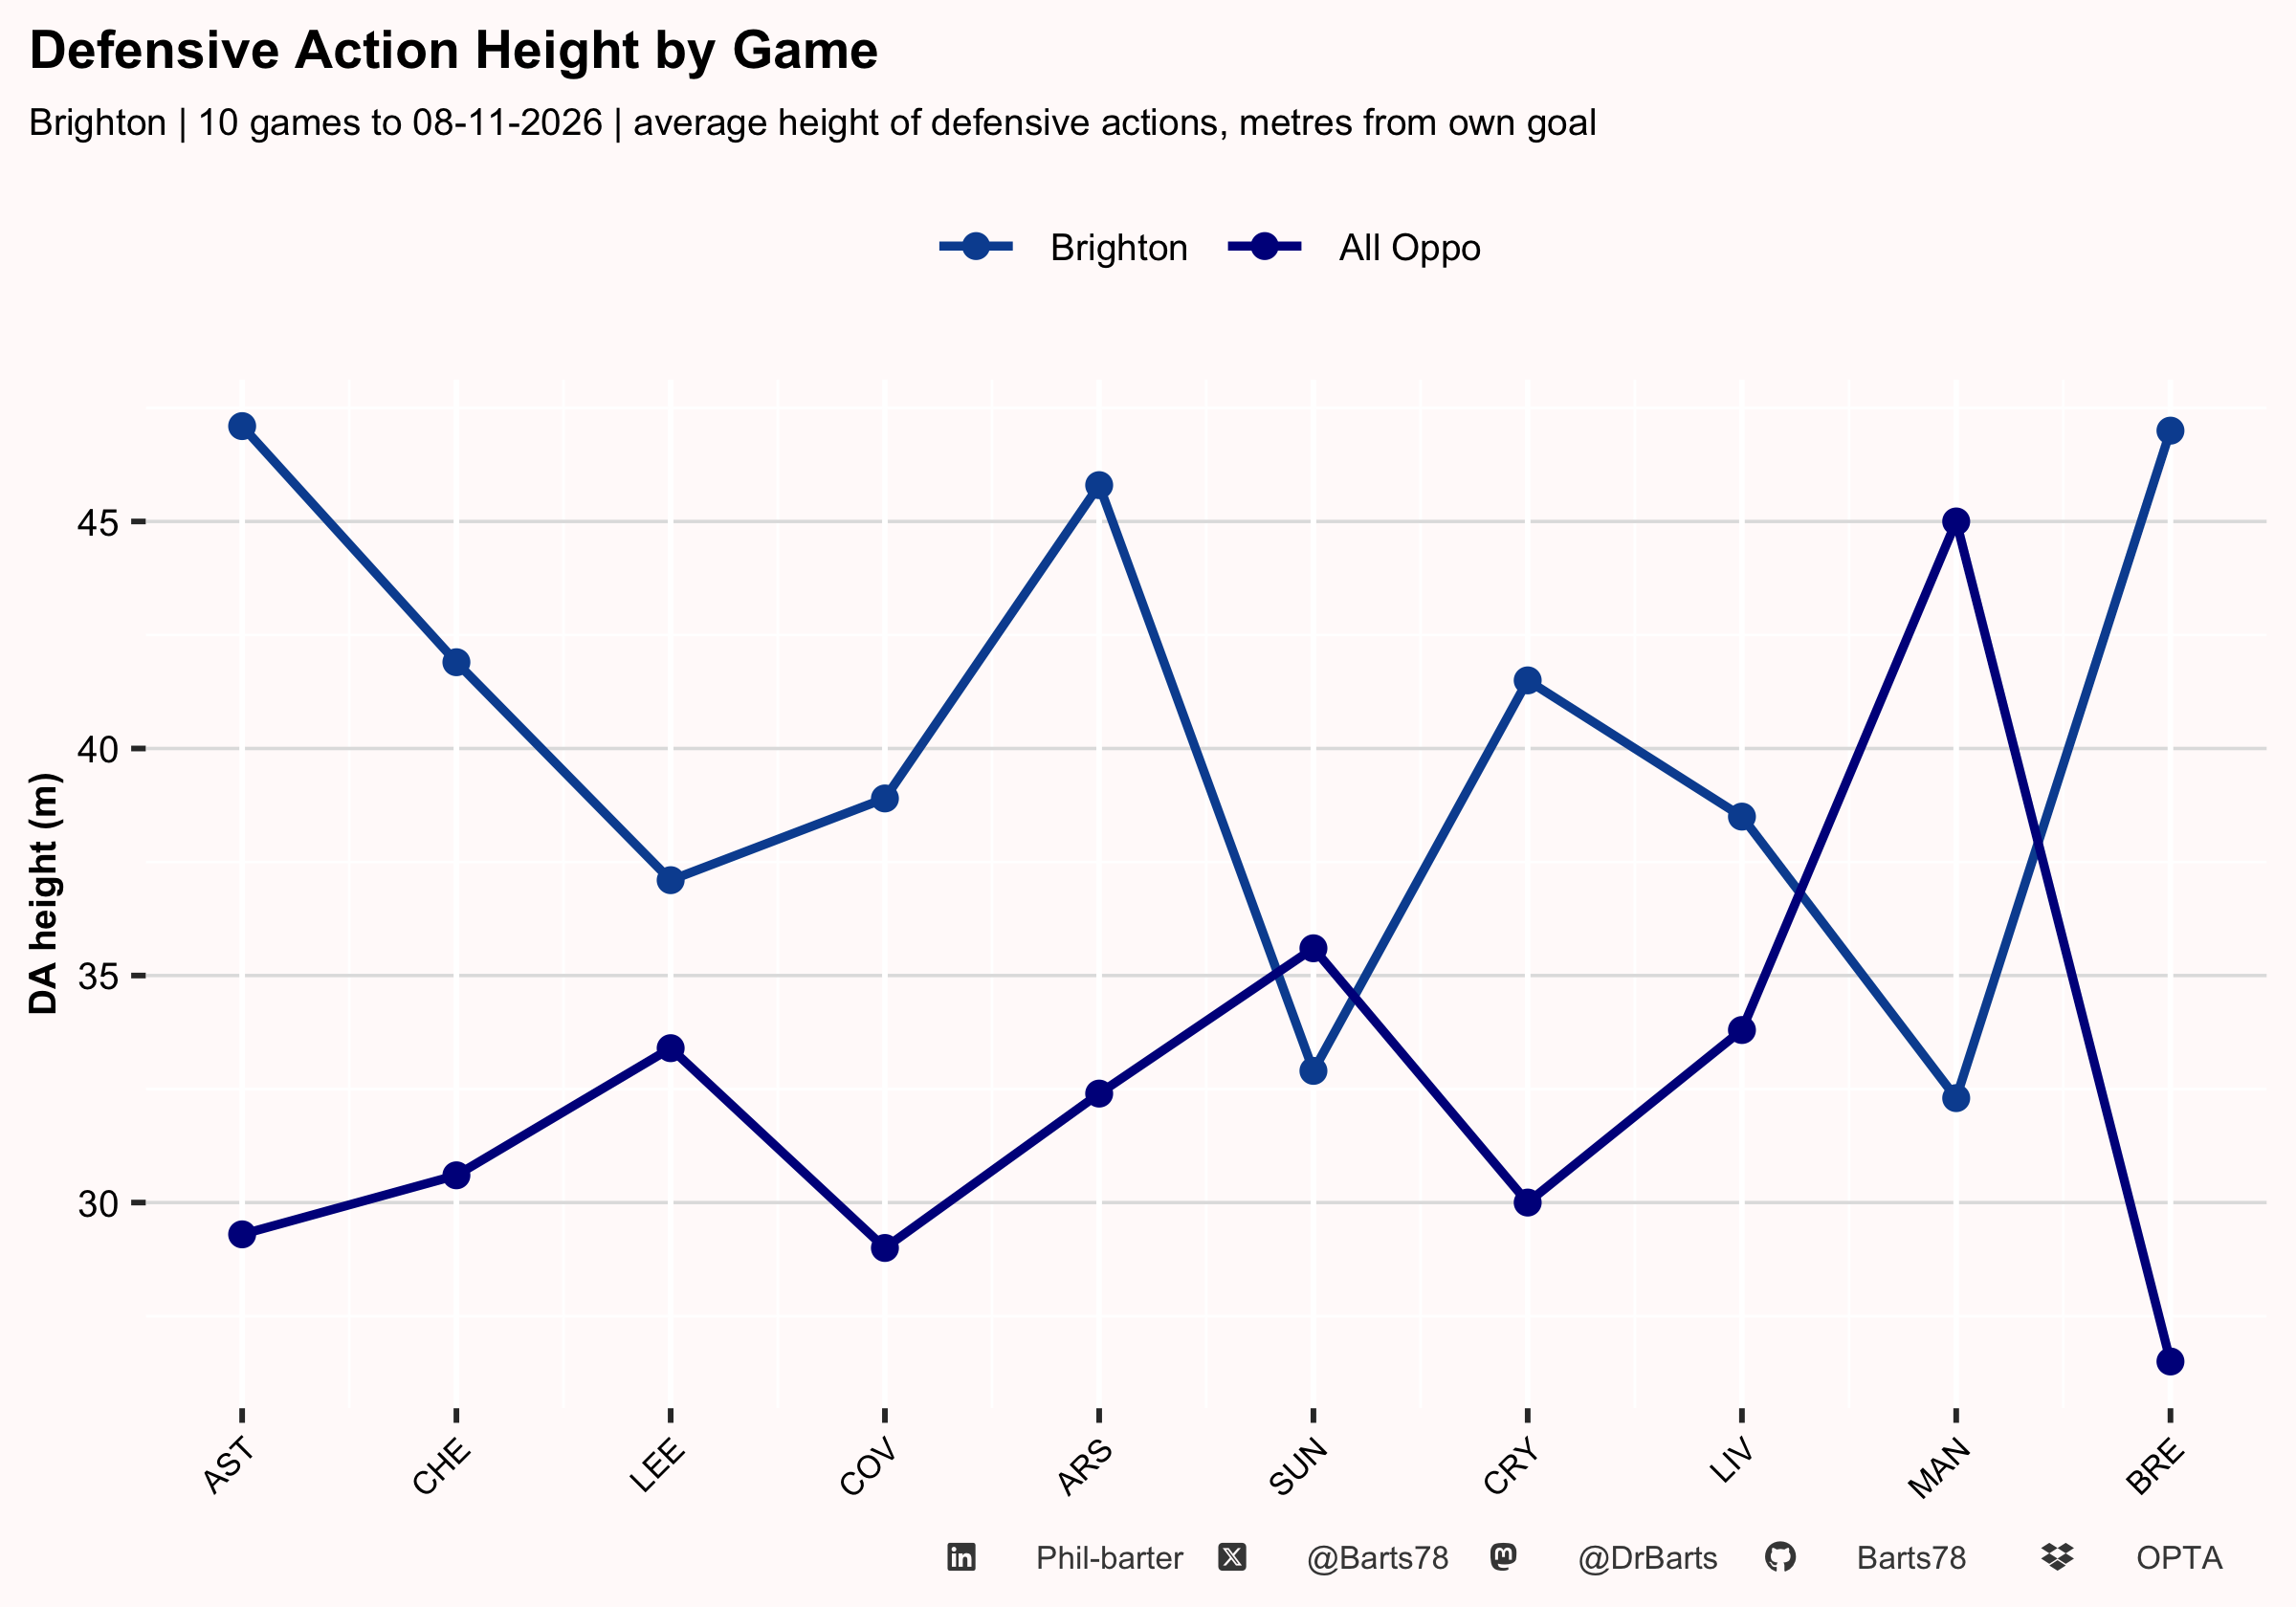 Defensive Action Height by Game
Brighton | 10 games to 08-11-2026 | average height of defensive actions, metres from own goal
Brighton All Oppo
DA height (m)
45
40
35
30
AST CHE LEE COV ARS SUN CRY LIV MAN BRE
Phil-barter @Barts78 @DrBarts Barts78 OPTA